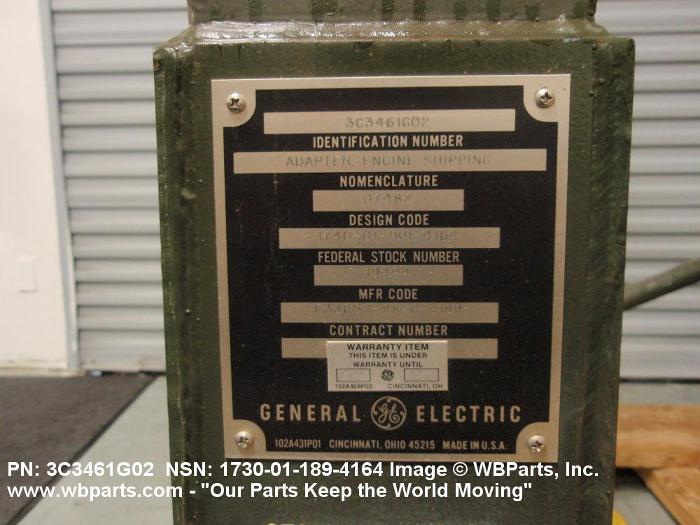 3C3461G02
IDENTIFICATION NUMBER
ADAPTER, ENGINE SHIPPING
NOMENCLATURE
07482
DESIGN CODE
1740-01-189-4164
FEDERAL STOCK NUMBER
MFR CODE
CONTRACT NUMBER
WARRANTY ITEM
THIS ITEM IS UNDER
WARRANTY UNTIL
102A468P02 CINCINNATI, OH
GENERAL GE ELECTRIC
102A431P01 CINCINNATI, OHIO 45215 MADE IN U.S.A.
PN: 3C3461G02 NSN: 1730-01-189-4164 Image © WBParts, Inc.
www.wbparts.com - "Our Parts Keep the World Moving"